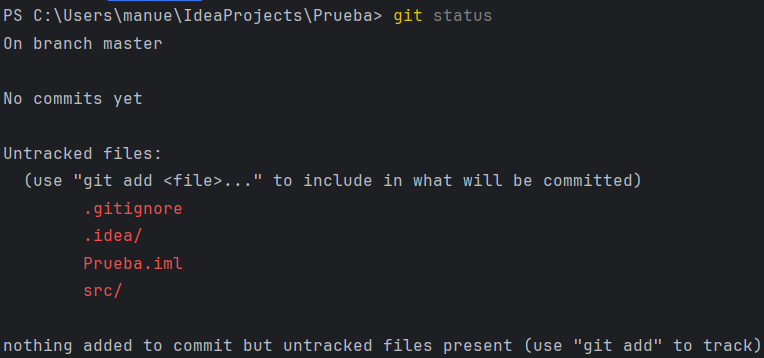 PS C:\Users\manue\IdeaProjects\Prueba> git status
On branch master
No commits yet
Untracked files:
(use "git add <file>..." to include in what will be committed)
.gitignore
.idea/
Prueba.iml
src/
nothing added to commit but untracked files present (use "git add" to track)